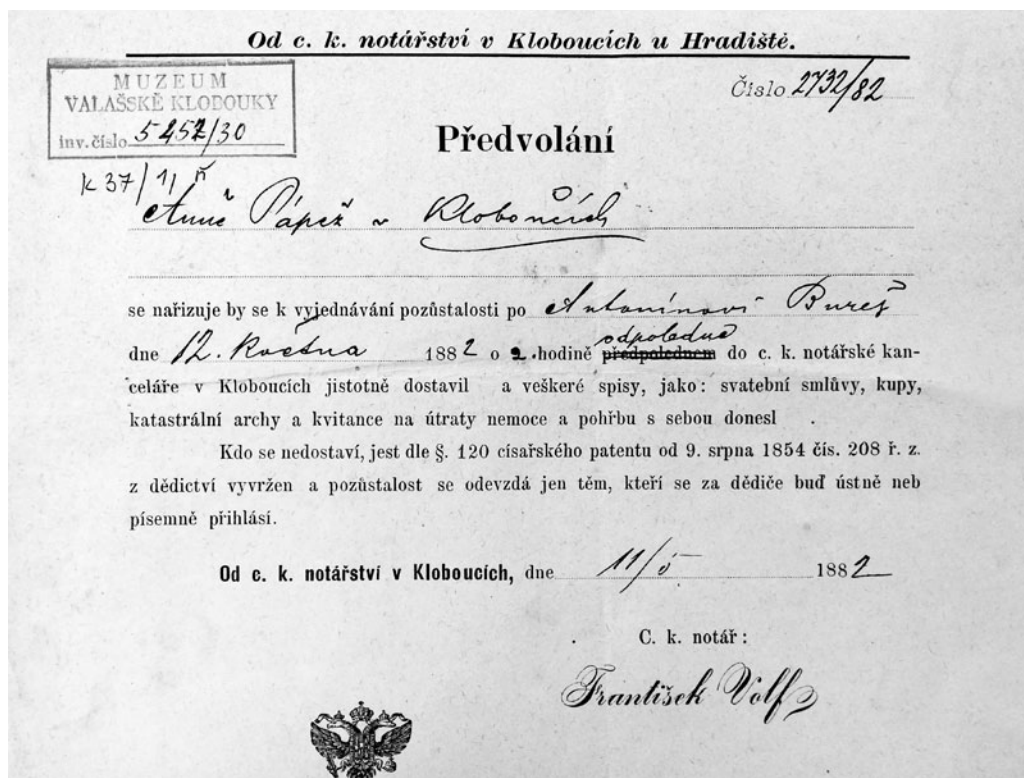 Od c. k. notářství v Kloboucích u Hradiště.
MUZEUM
VALAŠSKÉ KLOBOUKY
inv. číslo 5457/30
Číslo 2732/82
Předvolání
K 37/11
Anně Pápež v Kloboučích
se nařizuje by se k vyjednávání pozůstalosti po Antonínovi Bureš
odpoledne
dne 12. Května 1882 o 2. hodině předpolednem do c. k. notářské kan-
celáře v Kloboucích jistotně dostavil a veškeré spisy, jako: svatební smlůvy, kupy,
katastrální archy a kvitance na útraty nemoce a pohřbu s sebou donesl .
Kdo se nedostaví, jest dle §. 120 císařského patentu od 9. srpna 1854 čís. 208 ř. z.
z dědictví vyvržen a pozůstalost se odevzdá jen těm, kteří se za dědiče buď ústně neb
písemně přihlásí.
Od c. k. notářství v Kloboucích, dne 11/5 1882
C. k. notář:
František Volf